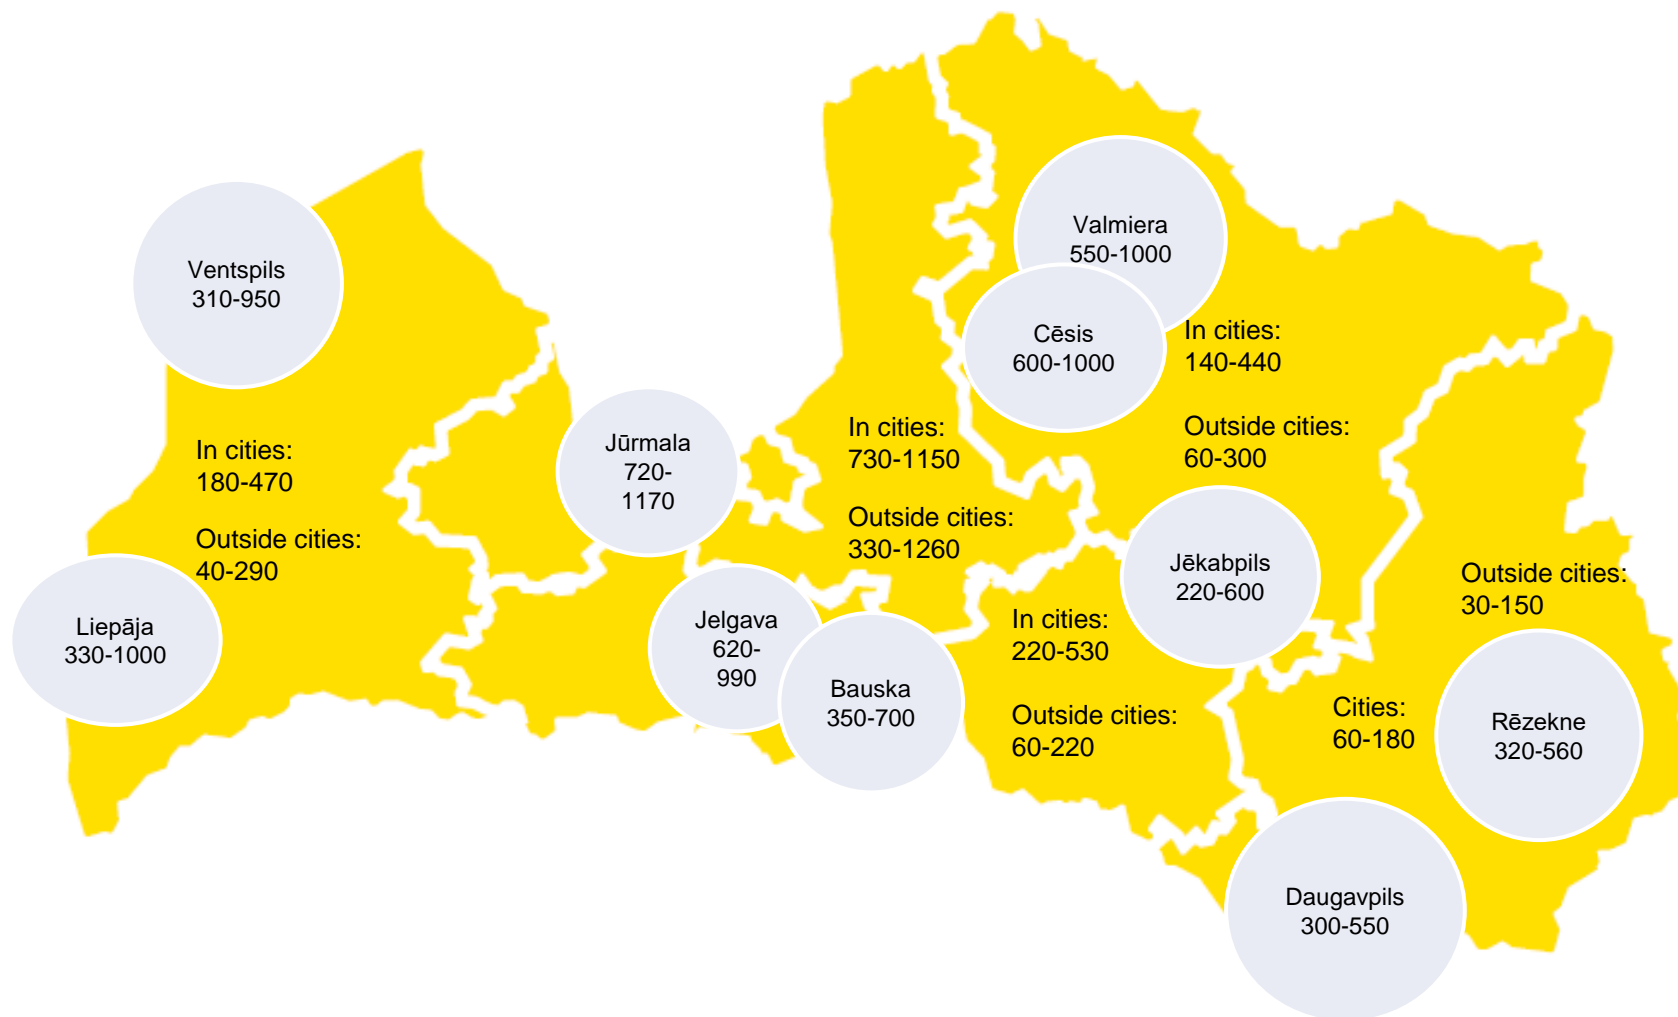 Valmiera
550-1000
Ventspils
310-950
Cēsis
600-1000
In cities:
140-440
Outside cities:
60-300
In cities:
180-470
Outside cities:
40-290
Jūrmala
720-
1170
In cities:
730-1150
Outside cities:
330-1260
Jēkabpils
220-600
Outside cities:
30-150
Liepāja
330-1000
Jelgava
620-
990
Bauska
350-700
In cities:
220-530
Outside cities:
60-220
Cities:
60-180
Rēzekne
320-560
Daugavpils
300-550